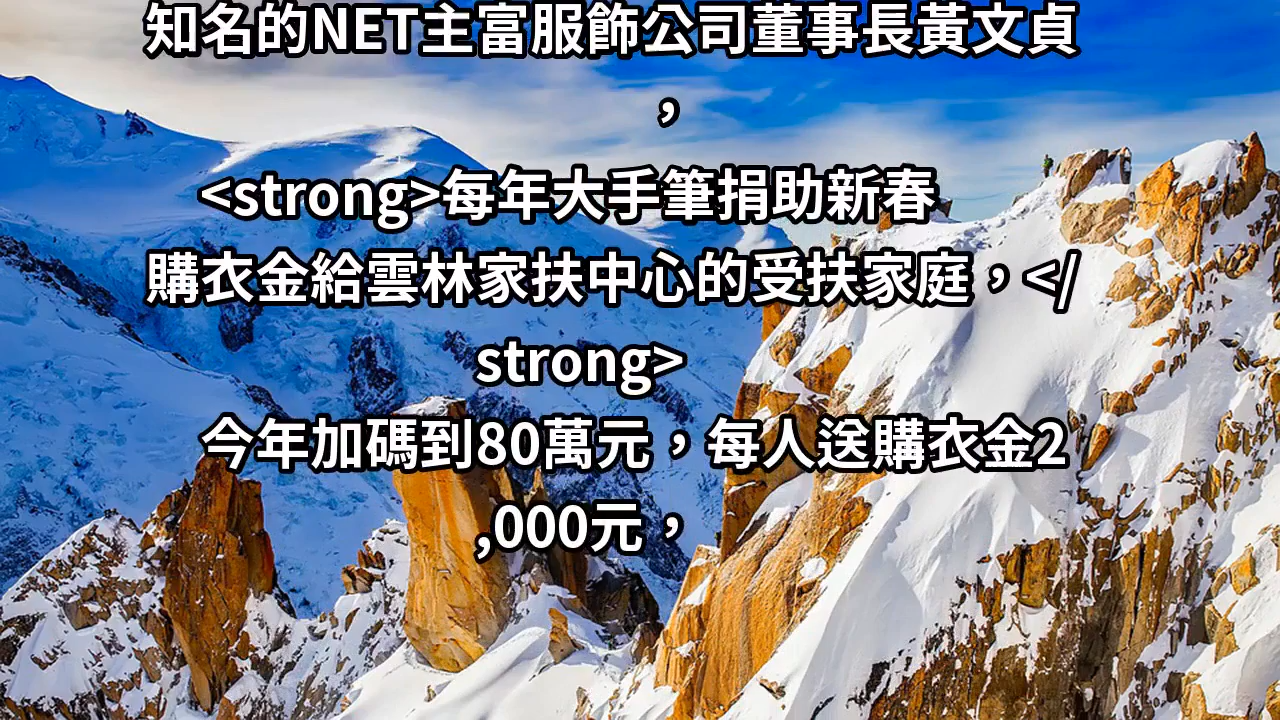 知名的NET主富服飾公司董事長黃文貞
，
<strong>每年大手筆捐助新春
購衣金給雲林家扶中心的受扶家庭，</
strong>
今年加碼到80萬元，每人送購衣金2
,000元，